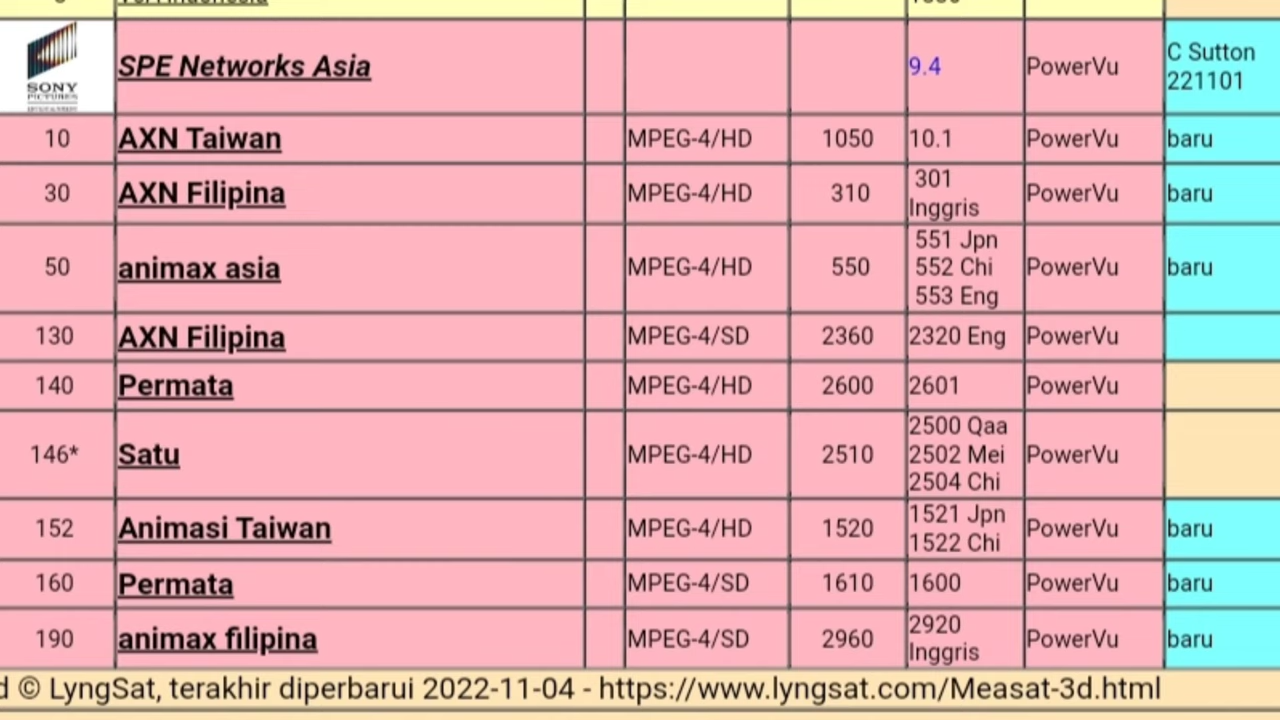 SPE Networks Asia 9.4 PowerVu C Sutton
221101
SONY
PICTURES
10 AXN Taiwan MPEG-4/HD 1050 10.1 PowerVu baru
30 AXN Filipina MPEG-4/HD 310 301
Inggris PowerVu baru
50 animax asia MPEG-4/HD 550 551 Jpn
552 Chi
553 Eng PowerVu baru
130 AXN Filipina MPEG-4/SD 2360 2320 Eng PowerVu
140 Permata MPEG-4/HD 2600 2601 PowerVu
146* Satu MPEG-4/HD 2510 2500 Qaa
2502 Mei
2504 Chi PowerVu
152 Animasi Taiwan MPEG-4/HD 1520 1521 Jpn
1522 Chi PowerVu baru
160 Permata MPEG-4/SD 1610 1600 PowerVu baru
190 animax filipina MPEG-4/SD 2960 2920
Inggris PowerVu baru
d © LyngSat, terakhir diperbarui 2022-11-04 - https://www.lyngsat.com/Measat-3d.html